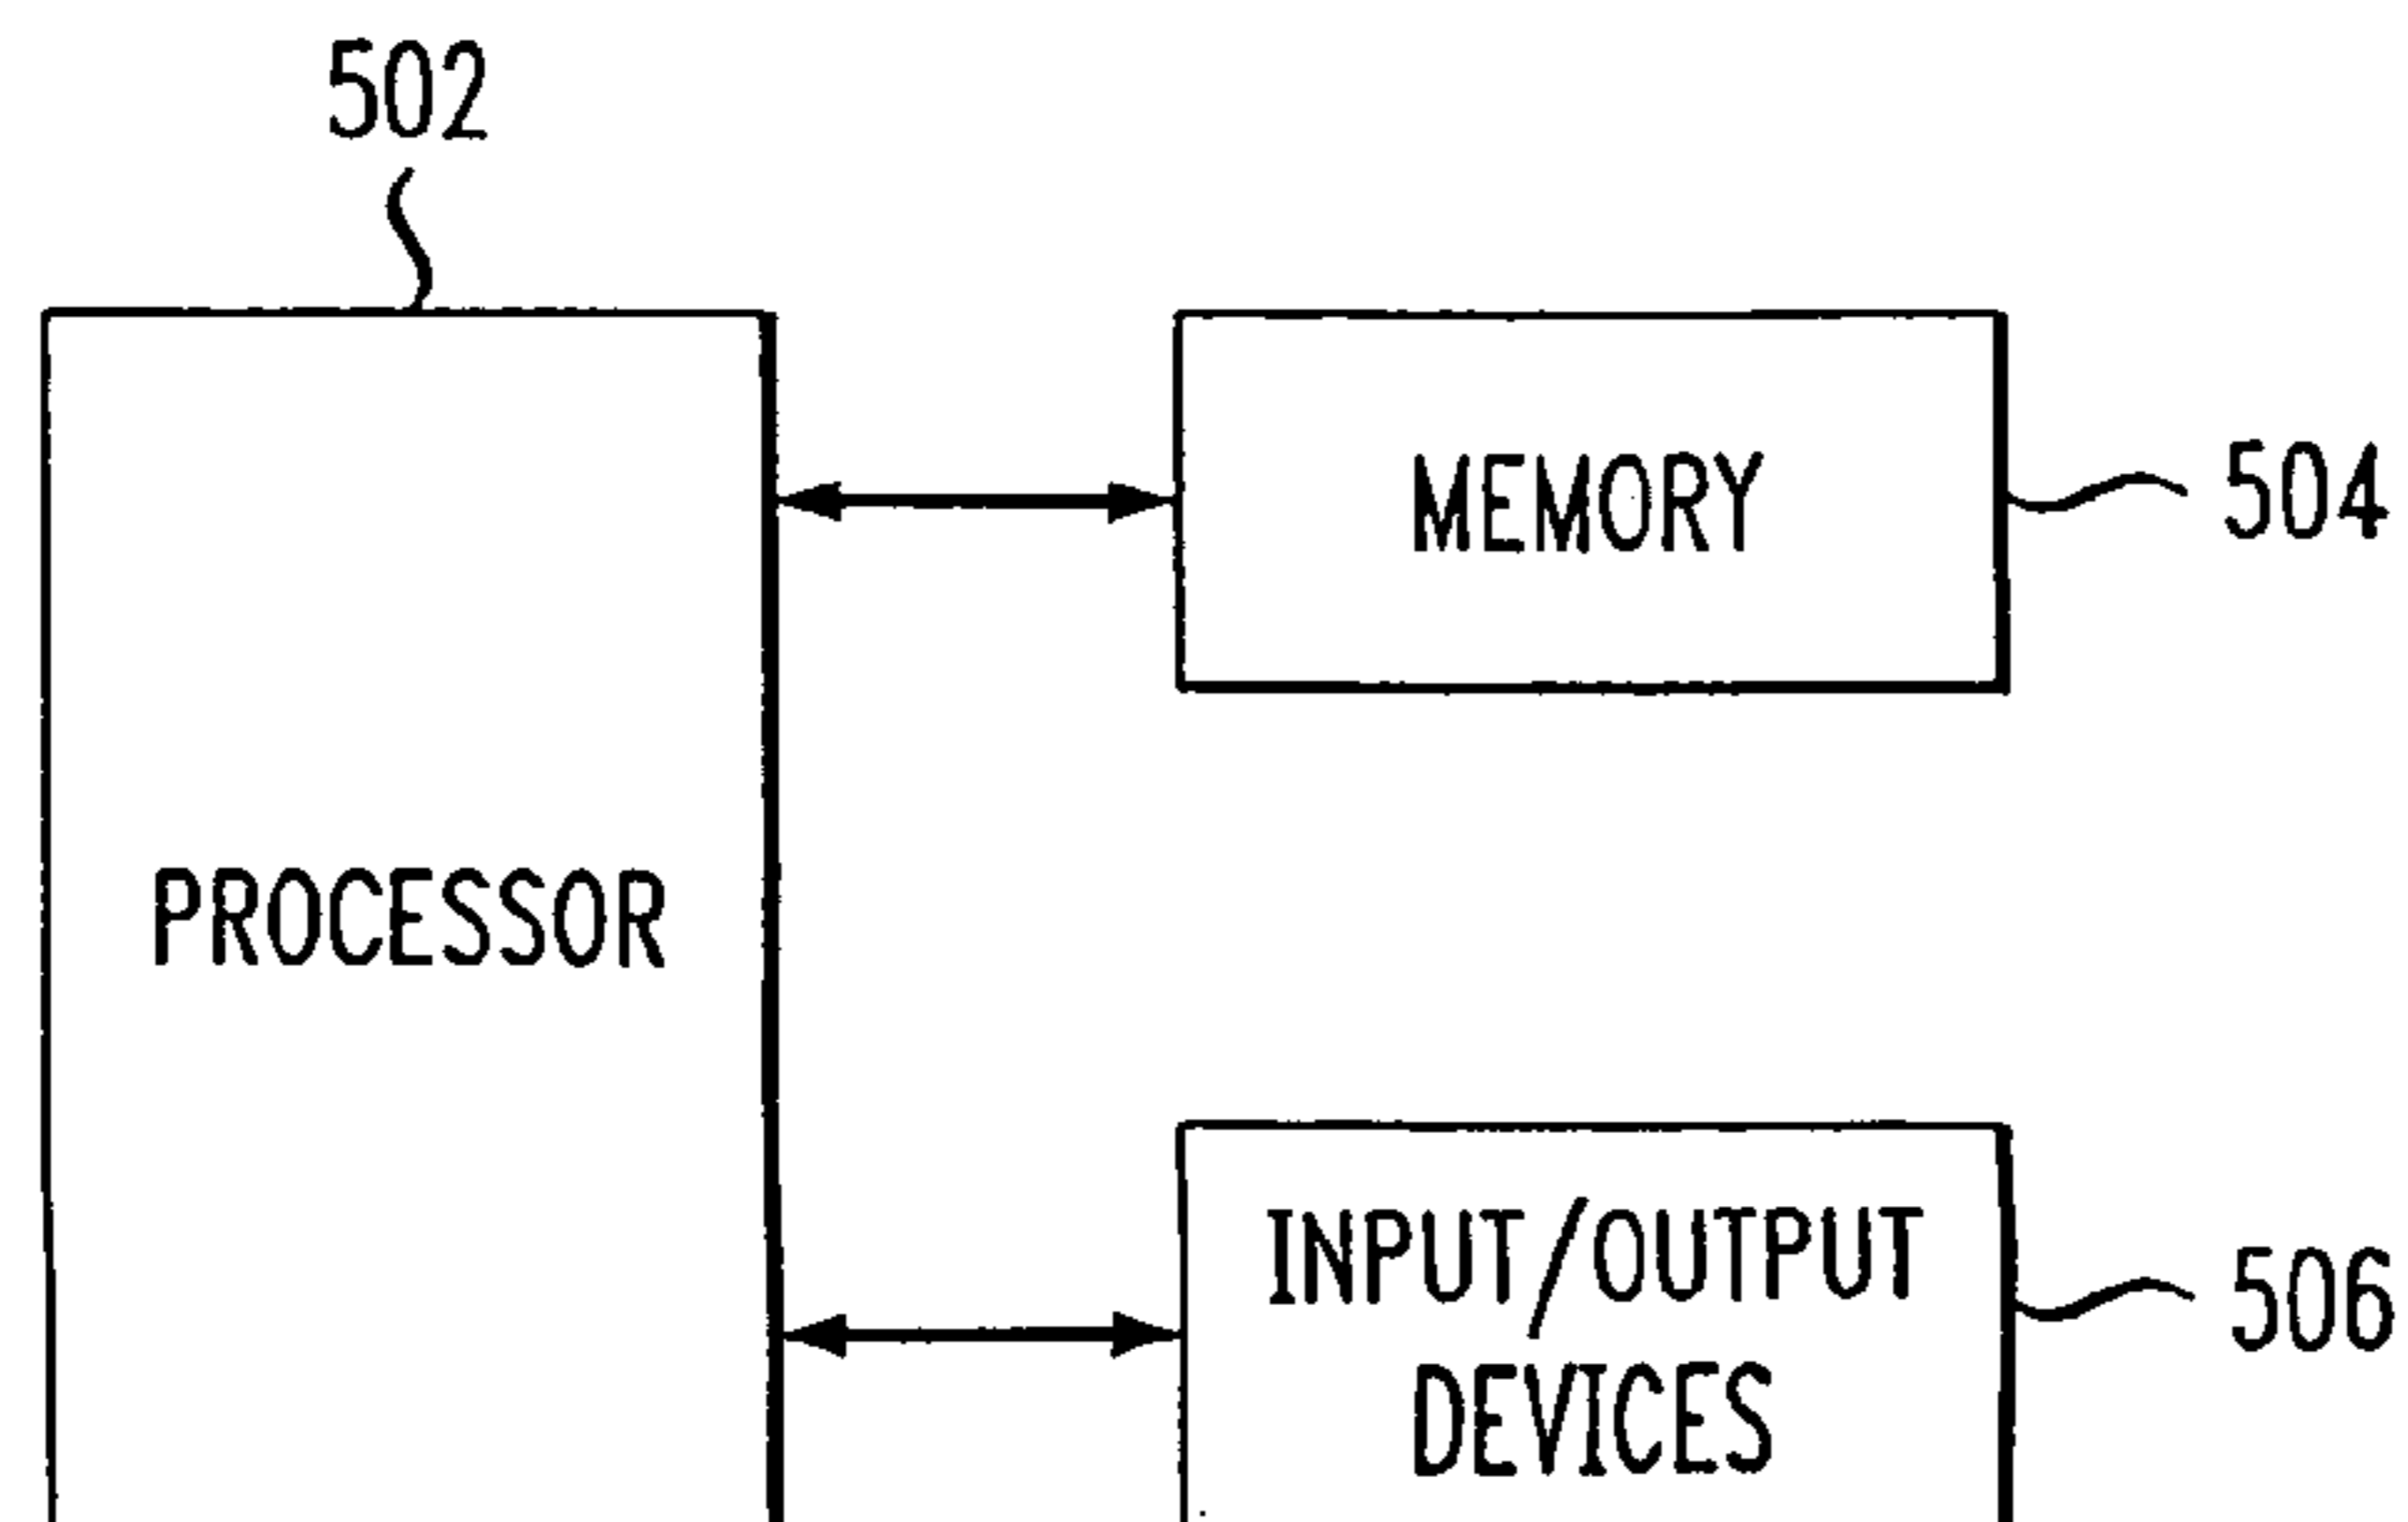 502
MEMORY
504
PROCESSOR
INPUT/OUTPUT
DEVICES
506